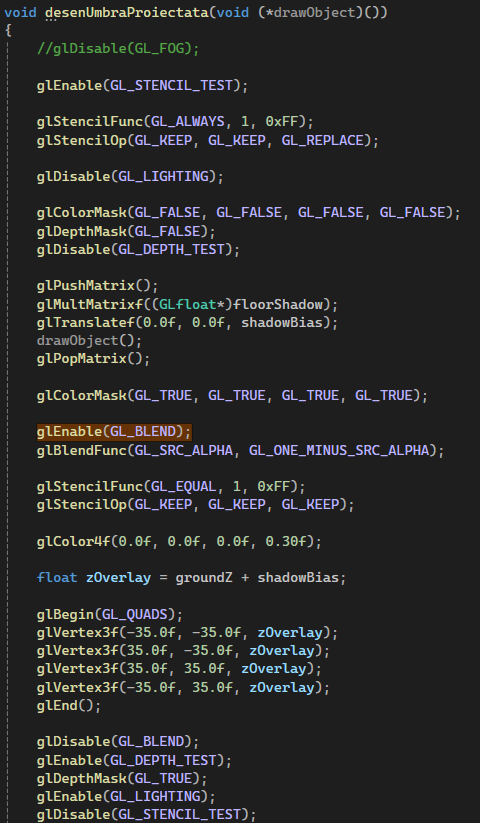 void desenUmbraProiectata(void (*drawObject)())
{
    //glDisable(GL_FOG);
    glEnable(GL_STENCIL_TEST);
    glStencilFunc(GL_ALWAYS, 1, 0xFF);
    glStencilOp(GL_KEEP, GL_KEEP, GL_REPLACE);
    glDisable(GL_LIGHTING);
    glColorMask(GL_FALSE, GL_FALSE, GL_FALSE, GL_FALSE);
    glDepthMask(GL_FALSE);
    glDisable(GL_DEPTH_TEST);
    glPushMatrix();
    glMultMatrixf((GLfloat*)floorShadow);
    glTranslatef(0.0f, 0.0f, shadowBias);
    drawObject();
    glPopMatrix();
    glColorMask(GL_TRUE, GL_TRUE, GL_TRUE, GL_TRUE);
    glEnable(GL_BLEND);
    glBlendFunc(GL_SRC_ALPHA, GL_ONE_MINUS_SRC_ALPHA);
    glStencilFunc(GL_EQUAL, 1, 0xFF);
    glStencilOp(GL_KEEP, GL_KEEP, GL_KEEP);
    glColor4f(0.0f, 0.0f, 0.0f, 0.30f);
    float zOverlay = groundZ + shadowBias;
    glBegin(GL_QUADS);
    glVertex3f(-35.0f, -35.0f, zOverlay);
    glVertex3f(35.0f, -35.0f, zOverlay);
    glVertex3f(35.0f, 35.0f, zOverlay);
    glVertex3f(-35.0f, 35.0f, zOverlay);
    glEnd();
    glDisable(GL_BLEND);
    glEnable(GL_DEPTH_TEST);
    glDepthMask(GL_TRUE);
    glEnable(GL_LIGHTING);
    glDisable(GL_STENCIL_TEST);